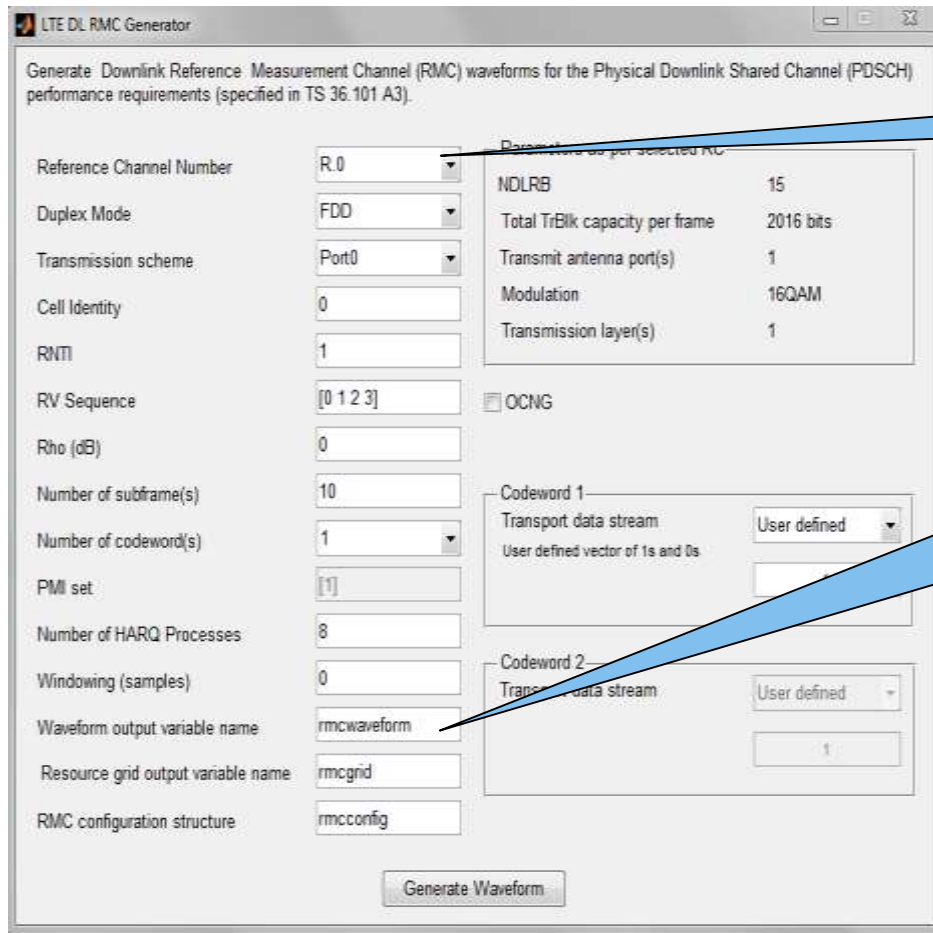 LTE DL RMC Generator
Generate Downlink Reference Measurement Channel (RMC) waveforms for the Physical Downlink Shared Channel (PDSCH)
performance requirements (specified in TS 36.101 A3).
Reference Channel Number R.0
Duplex Mode FDD
Transmission scheme Port0
Cell Identity 0
RNTI 1
RV Sequence [0 1 2 3]
Rho (dB) 0
Number of subframe(s) 10
Number of codeword(s) 1
PMI set [1]
Number of HARQ Processes 8
Windowing (samples) 0
Waveform output variable name rmcwaveform
Resource grid output variable name rmcgrid
RMC configuration structure rmcconfig
Parameters as per selected RC
NDLRB 15
Total TrBlk capacity per frame 2016 bits
Transmit antenna port(s) 1
Modulation 16QAM
Transmission layer(s) 1
OCNG
Codeword 1
Transport data stream User defined
User defined vector of 1s and 0s
Codeword 2
Transport data stream User defined
1
Generate Waveform